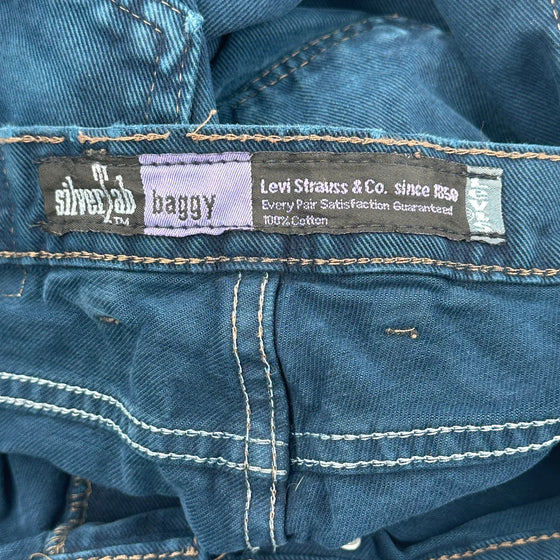 silverTab
TM
baggy
Levi Strauss & Co. since 1850
Every Pair Satisfaction Guaranteed
100% Cotton
LEVI'S